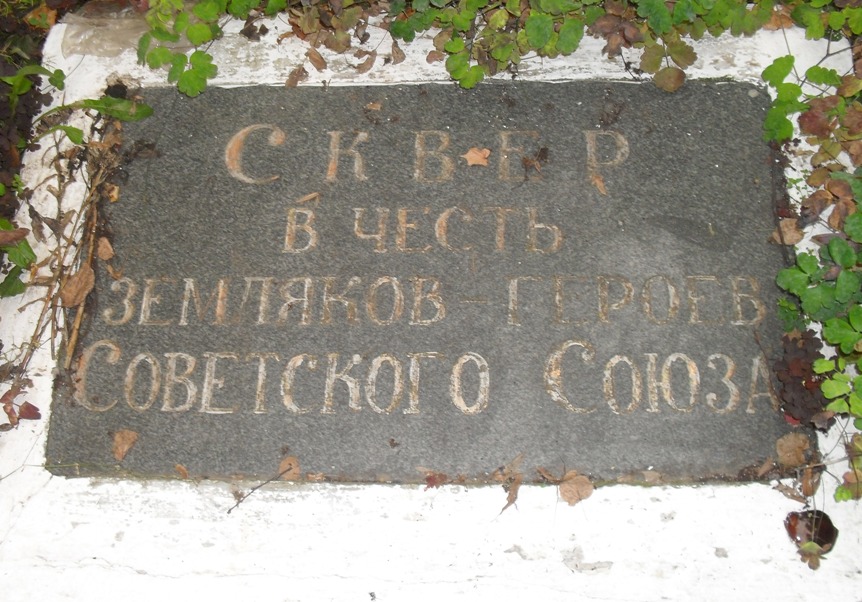 СКВЕР
В ЧЕСТЬ
ЗЕМЛЯКОВ-ГЕРОЕВ
СОВЕТСКОГО СОЮЗА